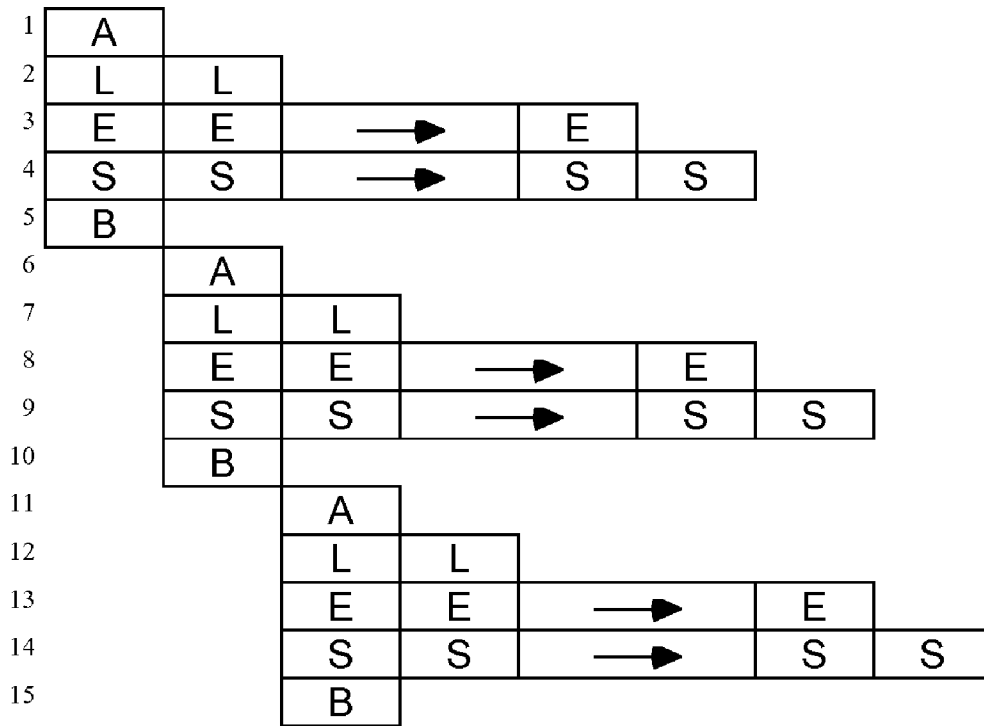 1 A
2 L L
3 E E E
4 S S S S
5 B
6 A
7 L L
8 E E E
9 S S S S
10 B
11 A
12 L L
13 E E E
14 S S S S
15 B